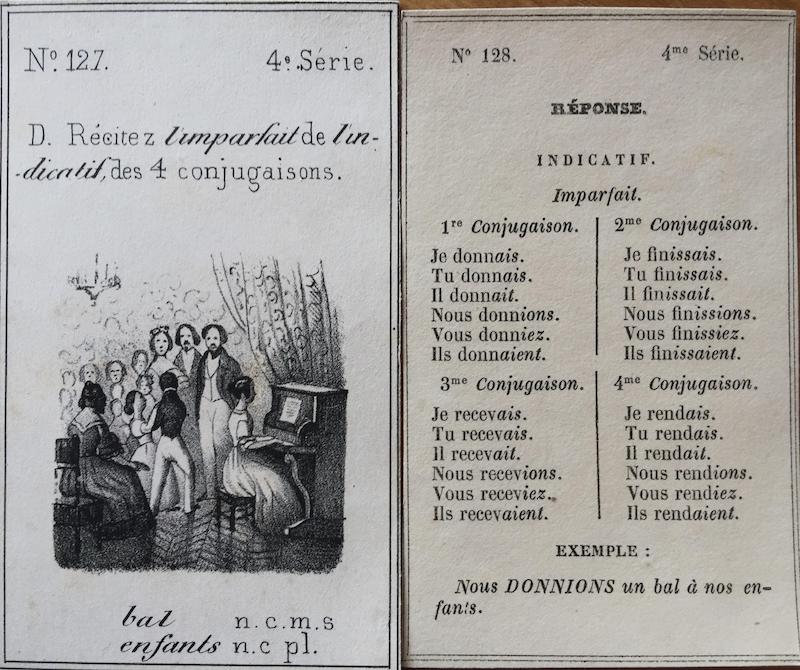 Nº 127. 4e. Série.
D. Récitez l'imparfait de l'in-
-dicatif, des 4 conjugaisons.
bal n.c.m.s
enfants n.c pl.
Nº 128. 4me Série.
RÉPONSE.
INDICATIF.
Imparfait.
1re Conjugaison.
Je donnais.
Tu donnais.
Il donnait.
Nous donnions.
Vous donniez.
Ils donnaient.
2me Conjugaison.
Je finissais.
Tu finissais.
Il finissait.
Nous finissions.
Vous finissiez.
Ils finissaient.
3me Conjugaison.
Je recevais.
Tu recevais.
Il recevait.
Nous recevions.
Vous receviez.
Ils recevaient.
4me Conjugaison.
Je rendais.
Tu rendais.
Il rendait.
Nous rendions.
Vous rendiez.
Ils rendaient.
EXEMPLE :
Nous DONNIONS un bal à nos en-
fants.